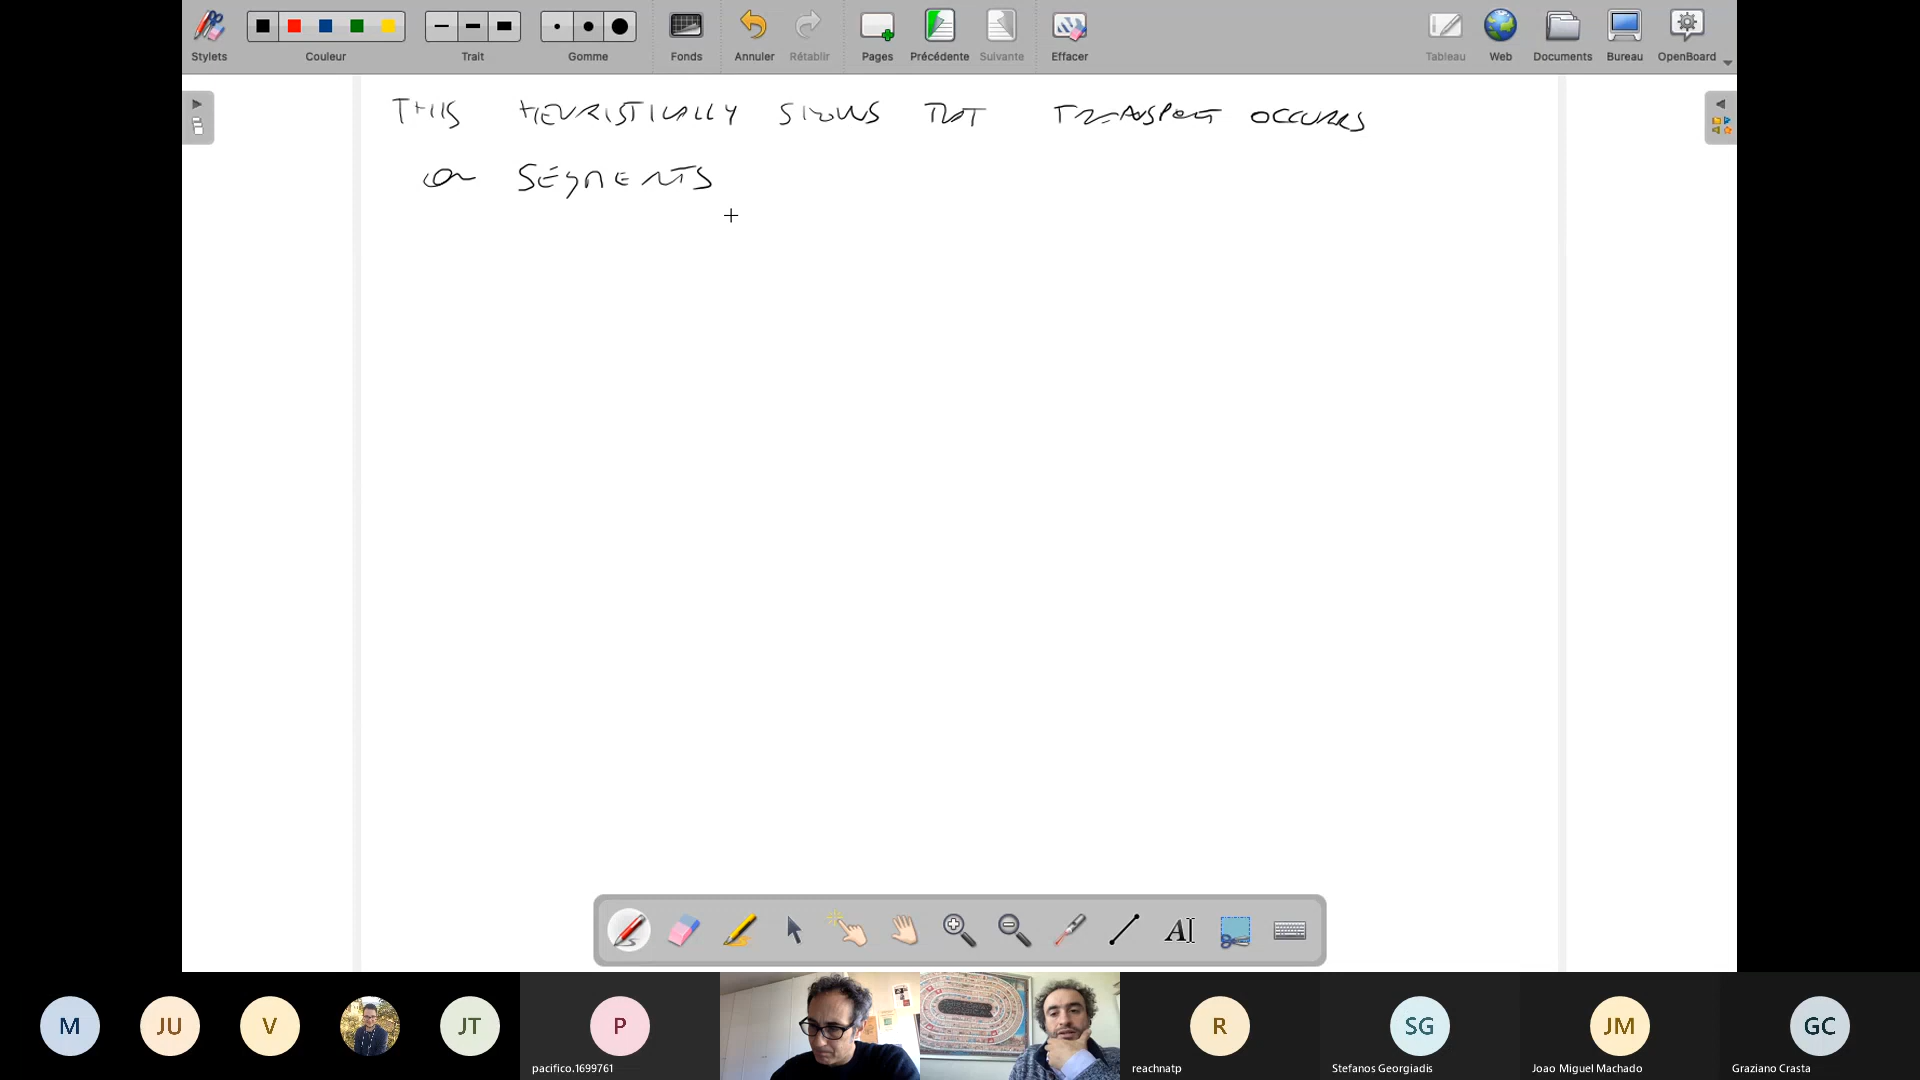 Stylets Couleur Trait Gomme Fonds Annuler Rétablir Pages Précédente Suivante Effacer Tableau Web Documents Bureau OpenBoard
THIS HEURISTICALLY SHOWS THAT TRANSPORT OCCURS
ON SEGMENTS
M JU V JT P R SG JM GC
pacifico.1699761 reachnatp Stefanos Georgiadis Joao Miguel Machado Graziano Crasta